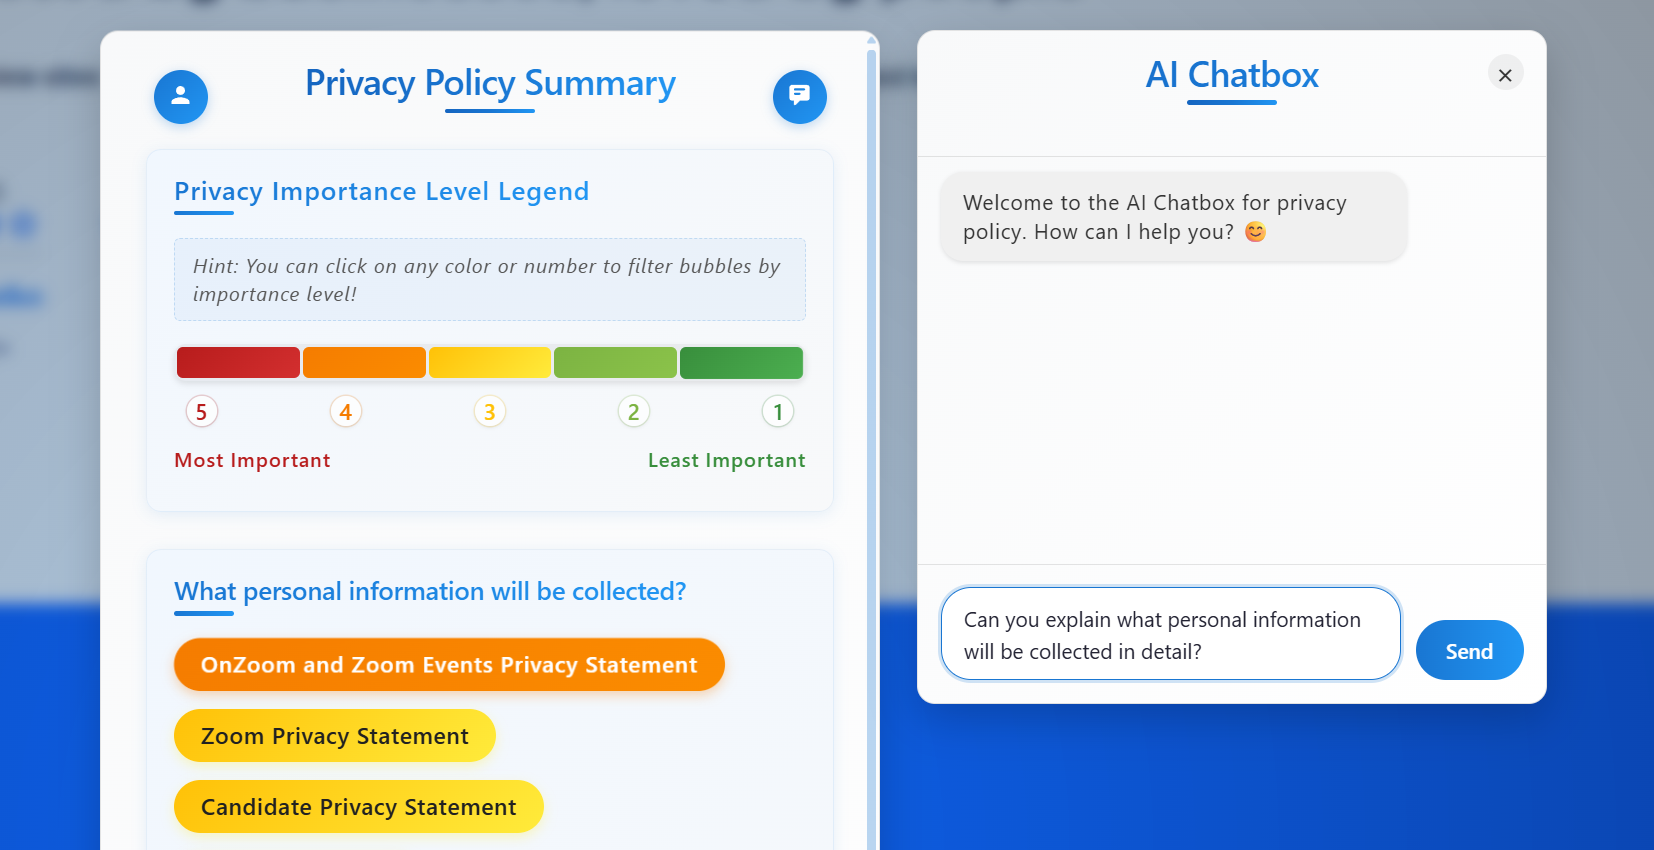 Privacy Policy Summary
Privacy Importance Level Legend
Hint: You can click on any color or number to filter bubbles by
importance level!
5
4
3
2
1
Most Important
Least Important
What personal information will be collected?
OnZoom and Zoom Events Privacy Statement
Zoom Privacy Statement
Candidate Privacy Statement
AI Chatbox
Welcome to the AI Chatbox for privacy
policy. How can I help you? 😊
Can you explain what personal information
will be collected in detail?
Send